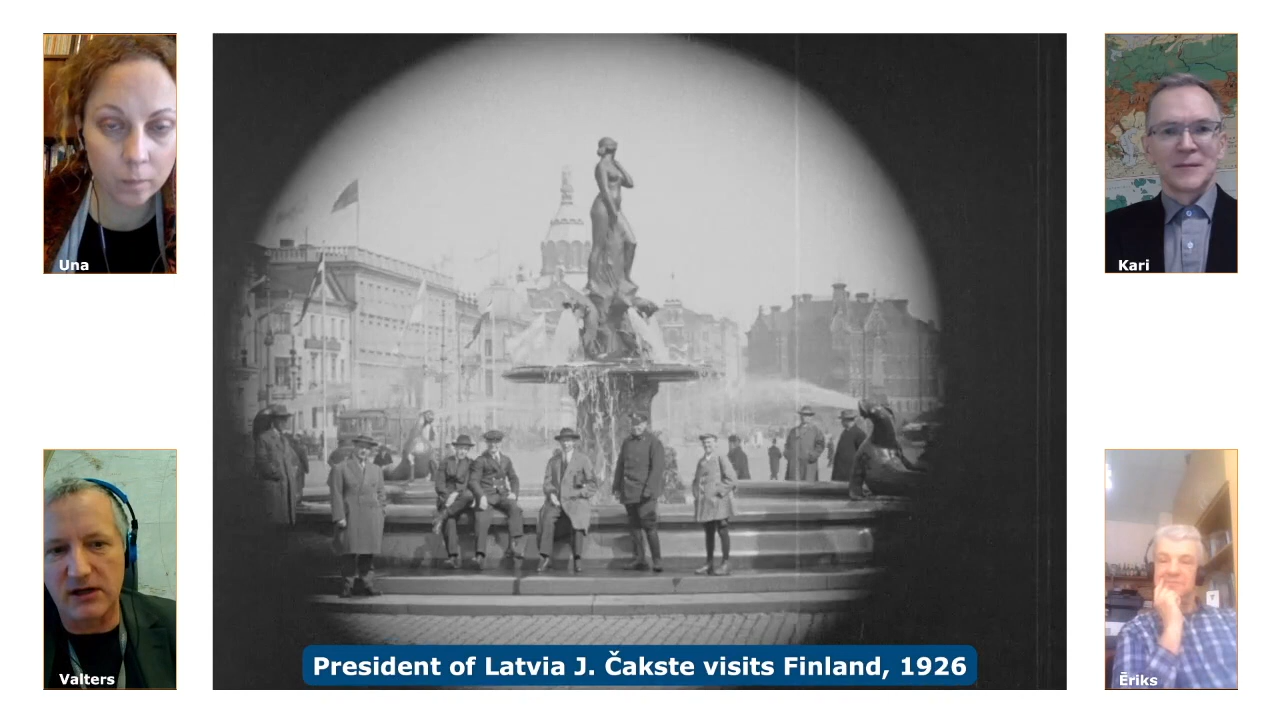 Una
Kari
Valters
Ēriks
President of Latvia J. Čakste visits Finland, 1926